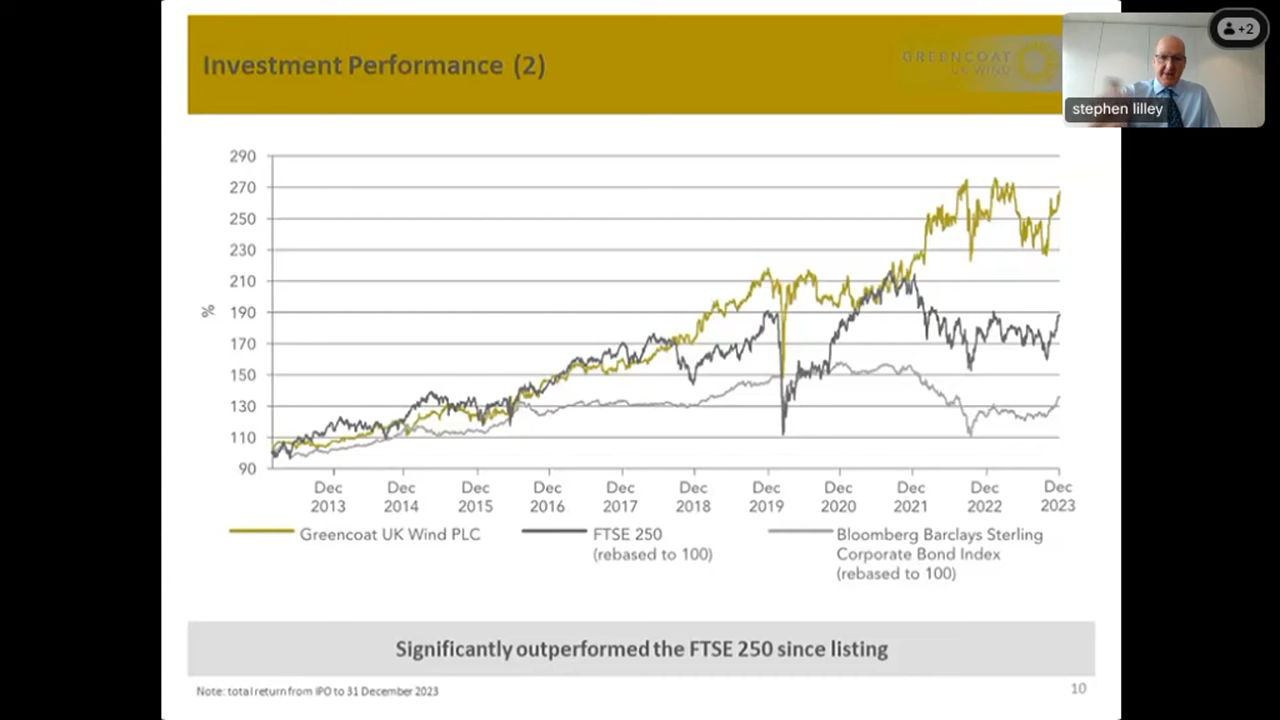 Investment Performance (2)
GREENCOAT
UK WIND
+2
stephen lilley
290
270
250
230
210
190
170
150
130
110
90
%
Dec Dec Dec Dec Dec Dec Dec Dec Dec Dec Dec
2013 2014 2015 2016 2017 2018 2019 2020 2021 2022 2023
Greencoat UK Wind PLC
FTSE 250
(rebased to 100)
Bloomberg Barclays Sterling
Corporate Bond Index
(rebased to 100)
Significantly outperformed the FTSE 250 since listing
Note: total return from IPO to 31 December 2023
10